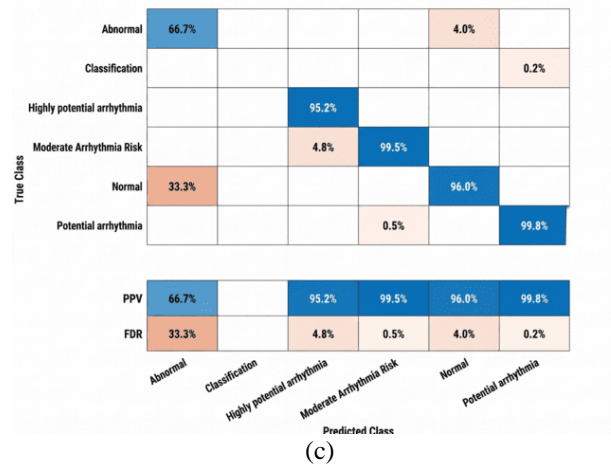 Abnormal 66.7% 4.0%
Classification 0.2%
Highly potential arrhythmia 95.2%
Moderate Arrhythmia Risk 4.8% 99.5%
Normal 33.3% 96.0%
Potential arrhythmia 0.5% 99.8%
True Class
PPV 66.7% 95.2% 99.5% 96.0% 99.8%
FDR 33.3% 4.8% 0.5% 4.0% 0.2%
Abnormal
Classification
Highly potential arrhythmia
Moderate Arrhythmia Risk
Normal
Potential arrhythmia
Predicted Class
(c)